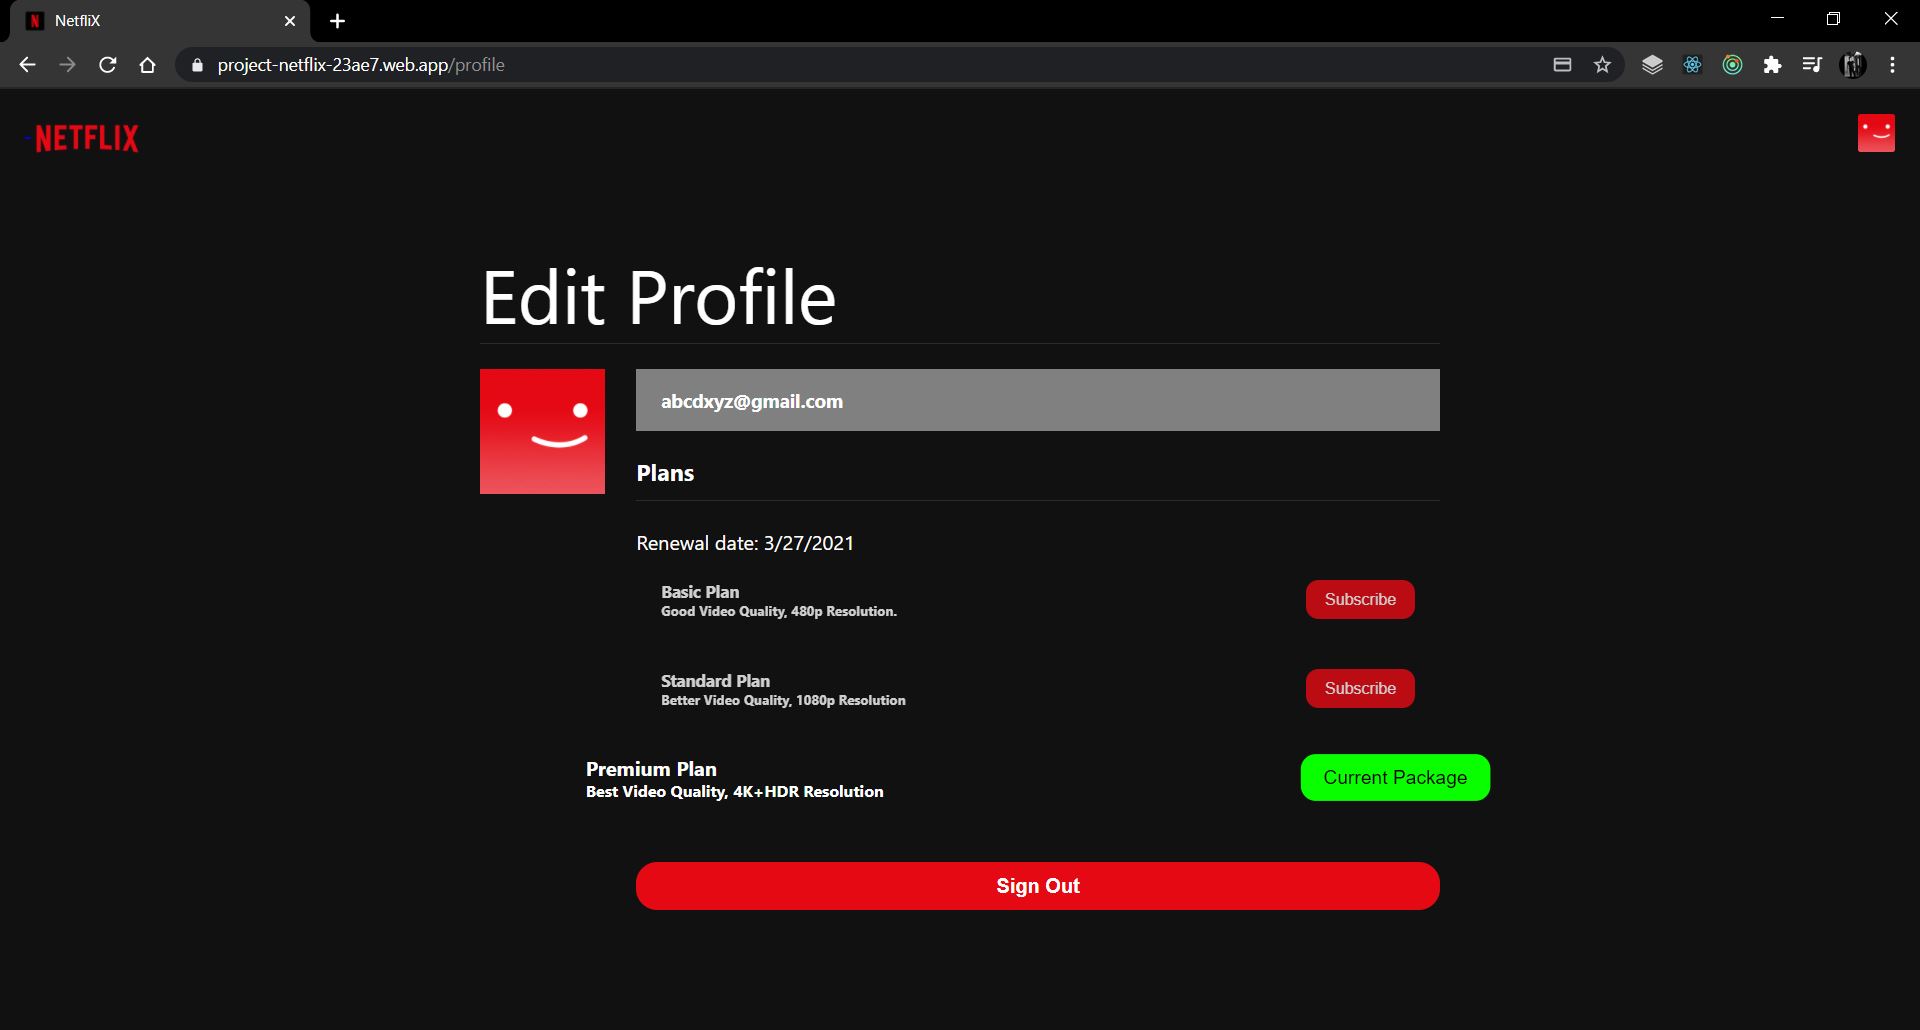 NetfliX
project-netflix-23ae7.web.app/profile
NETFLIX
Edit Profile
abcdxyz@gmail.com
Plans
Renewal date: 3/27/2021
Basic Plan
Good Video Quality, 480p Resolution.
Subscribe
Standard Plan
Better Video Quality, 1080p Resolution
Subscribe
Premium Plan
Best Video Quality, 4K+HDR Resolution
Current Package
Sign Out